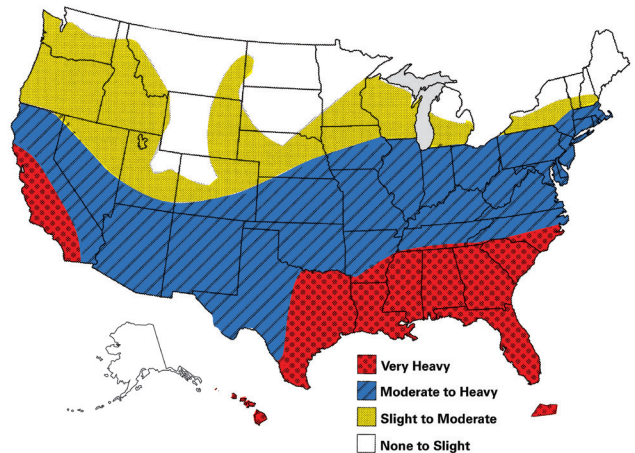 Very Heavy
Moderate to Heavy
Slight to Moderate
None to Slight